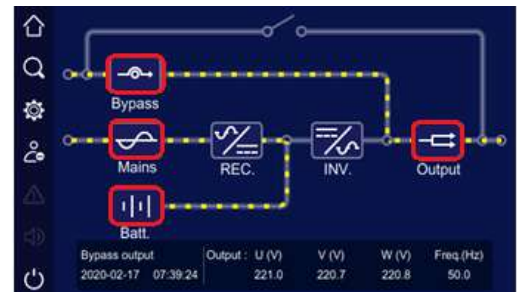 Bypass
Mains
REC.
INV.
Output
Batt.
Bypass output
Output : U (V) V (V) W (V) Freq.(Hz)
2020-02-17 07:39:24 221.0 220.7 220.8 50.0